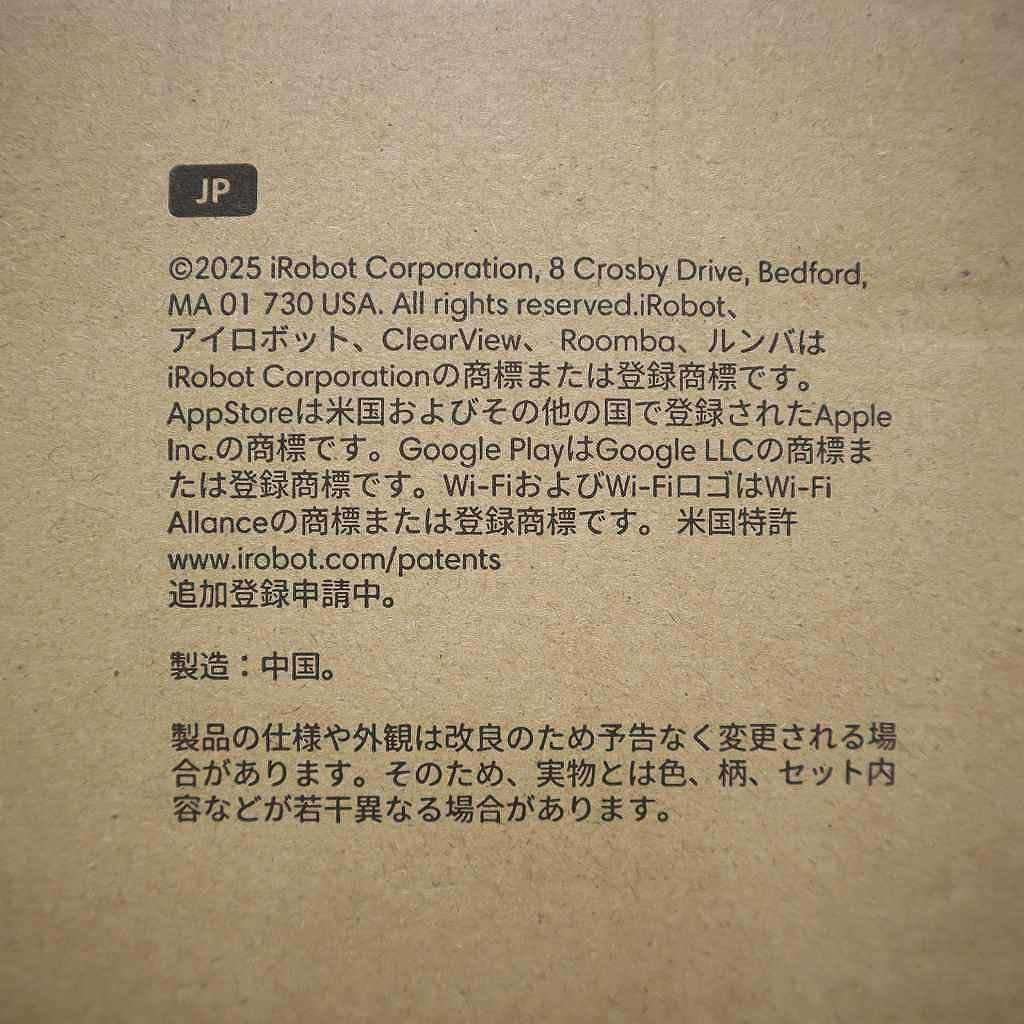 JP
©2025 iRobot Corporation, 8 Crosby Drive, Bedford,
MA 01 730 USA. All rights reserved.iRobot、
アイロボット、ClearView、 Roomba、ルンバは
iRobot Corporationの商標または登録商標です。
AppStoreは米国およびその他の国で登録されたApple
Inc.の商標です。Google PlayはGoogle LLCの商標ま
たは登録商標です。Wi-FiおよびWi-FiロゴはWi-Fi
Allanceの商標または登録商標です。 米国特許
www.irobot.com/patents
追加登録申請中。
製造：中国。
製品の仕様や外観は改良のため予告なく変更される場
合があります。そのため、実物とは色、柄、セット内
容などが若干異なる場合があります。